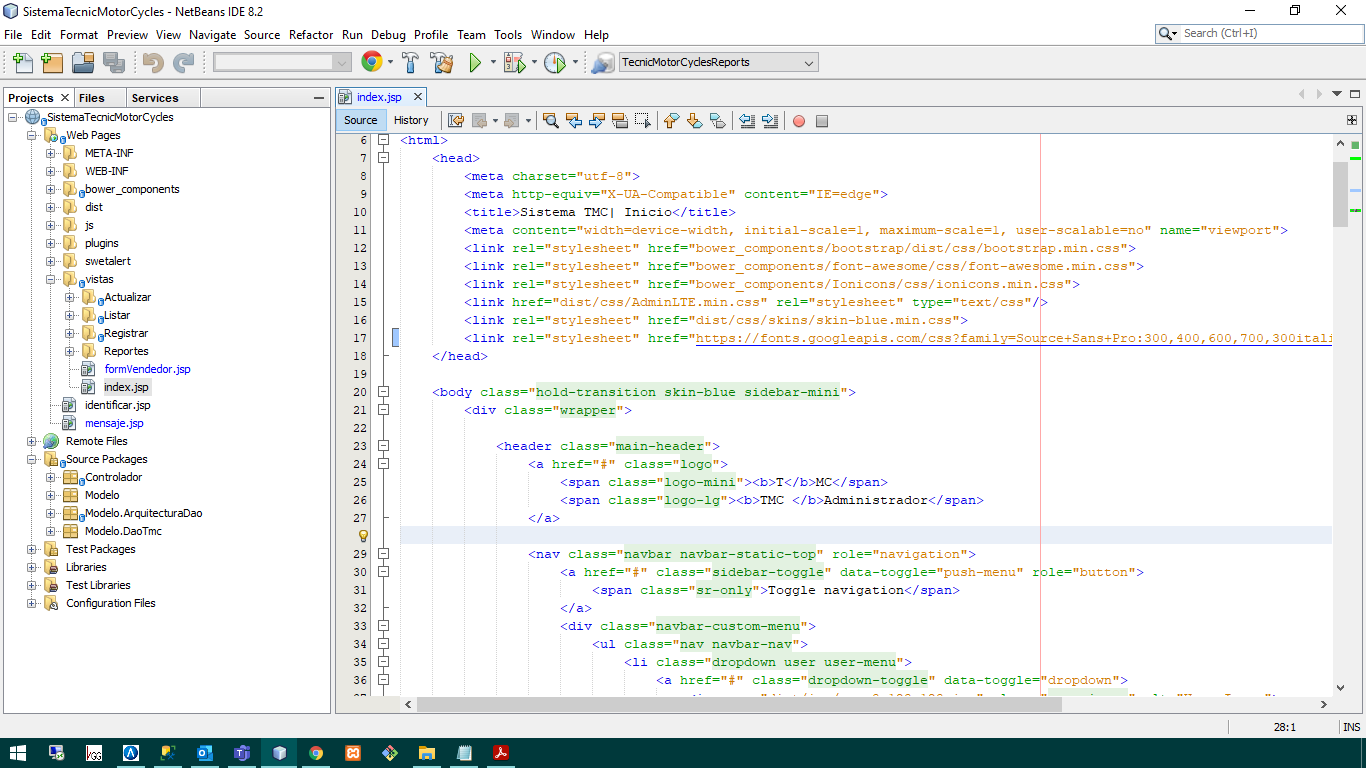 SistemaTecnicMotorCycles - NetBeans IDE 8.2
File Edit Format Preview View Navigate Source Refactor Run Debug Profile Team Tools Window Help
Search (Ctrl+I)
TecnicMotorCyclesReports
Projects Files Services
index.jsp
Source History
SistemaTecnicMotorCycles
Web Pages
META-INF
WEB-INF
bower_components
dist
js
plugins
swetalert
vistas
Actualizar
Listar
Registrar
Reportes
formVendedor.jsp
index.jsp
identificar.jsp
mensaje.jsp
Remote Files
Source Packages
Controlador
Modelo
Modelo.ArquitecturaDao
Modelo.DaoTmc
Test Packages
Libraries
Test Libraries
Configuration Files
6 <html>
7 <head>
8 <meta charset="utf-8">
9 <meta http-equiv="X-UA-Compatible" content="IE=edge">
10 <title>Sistema TMC| Inicio</title>
11 <meta content="width=device-width, initial-scale=1, maximum-scale=1, user-scalable=no" name="viewport">
12 <link rel="stylesheet" href="bower_components/bootstrap/dist/css/bootstrap.min.css">
13 <link rel="stylesheet" href="bower_components/font-awesome/css/font-awesome.min.css">
14 <link rel="stylesheet" href="bower_components/Ionicons/css/ionicons.min.css">
15 <link href="dist/css/AdminLTE.min.css" rel="stylesheet" type="text/css"/>
16 <link rel="stylesheet" href="dist/css/skins/skin-blue.min.css">
17 <link rel="stylesheet" href="https://fonts.googleapis.com/css?family=Source+Sans+Pro:300,400,600,700,300itali
18 </head>
19
20 <body class="hold-transition skin-blue sidebar-mini">
21 <div class="wrapper">
22
23 <header class="main-header">
24 <a href="#" class="logo">
25 <span class="logo-mini"><b>T</b>MC</span>
26 <span class="logo-lg"><b>TMC </b>Administrador</span>
27 </a>
29 <nav class="navbar navbar-static-top" role="navigation">
30 <a href="#" class="sidebar-toggle" data-toggle="push-menu" role="button">
31 <span class="sr-only">Toggle navigation</span>
32 </a>
33 <div class="navbar-custom-menu">
34 <ul class="nav navbar-nav">
35 <li class="dropdown user user-menu">
36 <a href="#" class="dropdown-toggle" data-toggle="dropdown">
28:1 INS